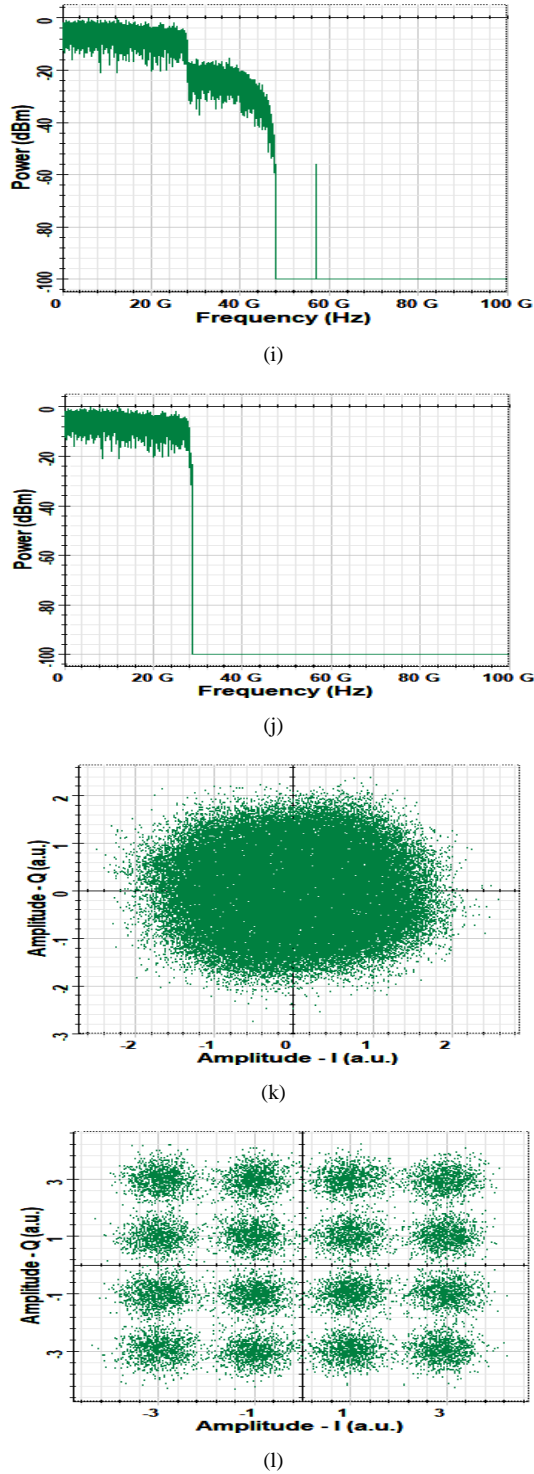 0
20
-40
-60
-80
-100
Power (dBm)
0 20 G 40 G 60 G 80 G 100 G
Frequency (Hz)
(i)
0
20
-40
-60
-80
-100
Power (dBm)
20 G 40 G 60 G 80 G 100 G
Frequency (Hz)
(j)
2
1
0
-1
-2
-3
Amplitude - Q (a.u.)
-2 -1 0 1 2
Amplitude - I (a.u.)
(k)
3
1
-1
-3
Amplitude - Q (a.u.)
-3 -1 1 3
Amplitude - I (a.u.)
(l)